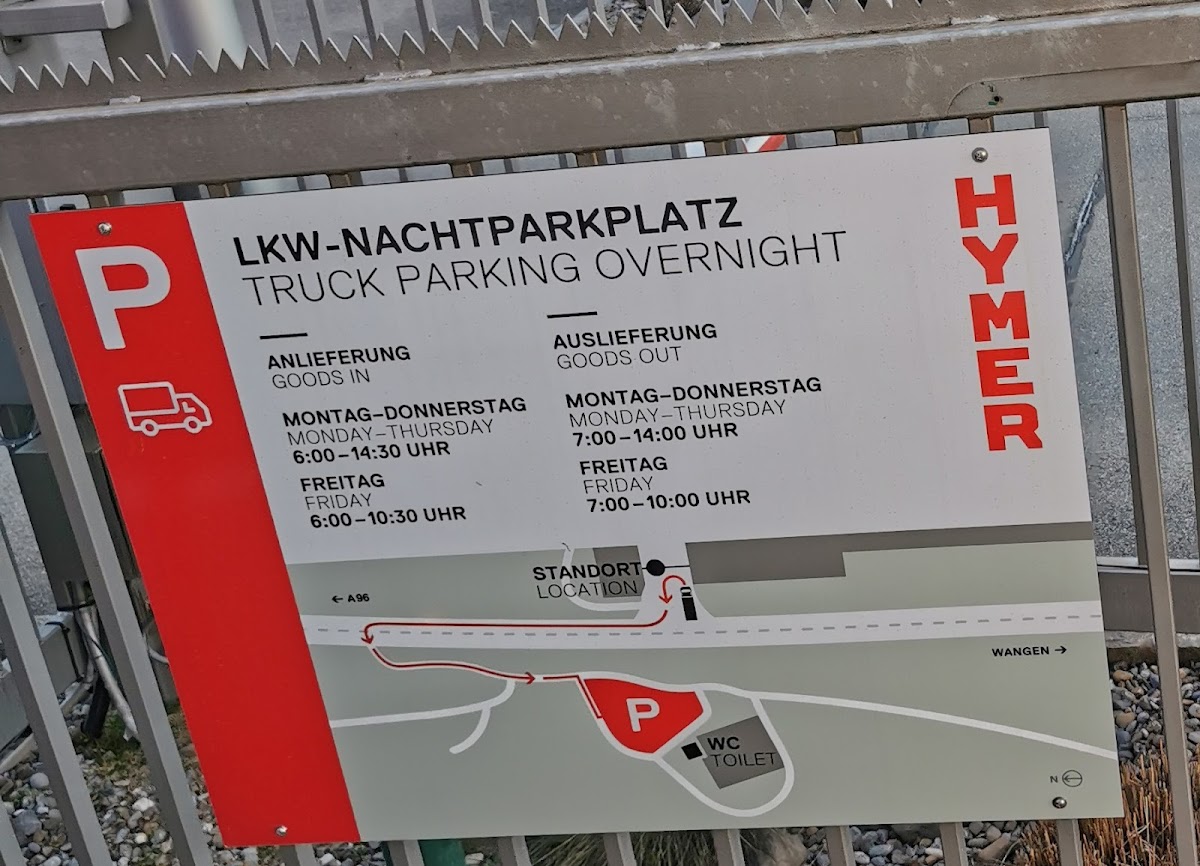 P
LKW-NACHTPARKPLATZ
TRUCK PARKING OVERNIGHT
HYMER
ANLIEFERUNG
GOODS IN
MONTAG–DONNERSTAG
MONDAY–THURSDAY
6:00–14:30 UHR
FREITAG
FRIDAY
6:00–10:30 UHR
AUSLIEFERUNG
GOODS OUT
MONTAG–DONNERSTAG
MONDAY–THURSDAY
7:00–14:00 UHR
FREITAG
FRIDAY
7:00–10:00 UHR
STANDORT
LOCATION
← A96
WANGEN →
P
WC
TOILET
N